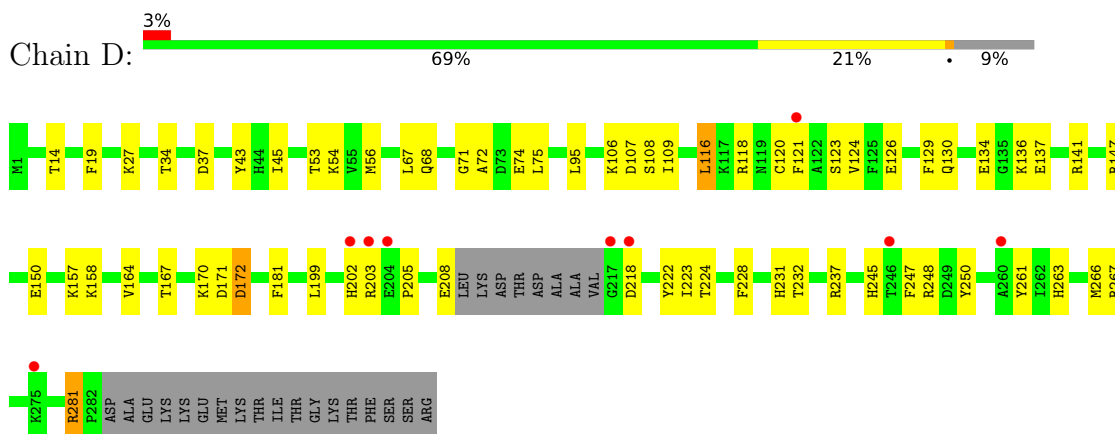 3%
Chain D:
69% 21% • 9%
M1 T14 F19 K27 T34 D37 Y43 H44 I45 T53 K54 V55 M56 L67 Q68 G71 A72 D73 E74 L75 L95 K106 D107 S108 I109 L116 K117 R118 N119 C120 F121 A122 S123 V124 F125 E126 F129 Q130 E134 G135 K136 E137 R141
E150 K157 K158 V164 T167 K170 D171 D172 F181 L199 H202 R203 E204 P205 E208 LEU LYS ASP THR ASP ALA ALA VAL G217 D218 Y222 I223 T224 F228 H231 T232 R237 H245 T246 F247 R248 D249 Y250 A260 Y261 I262 H263 M266
K275 R281 P282 ASP ALA GLU LYS LYS GLU MET LYS THR ILE THR GLY LYS THR PHE SER SER ARG